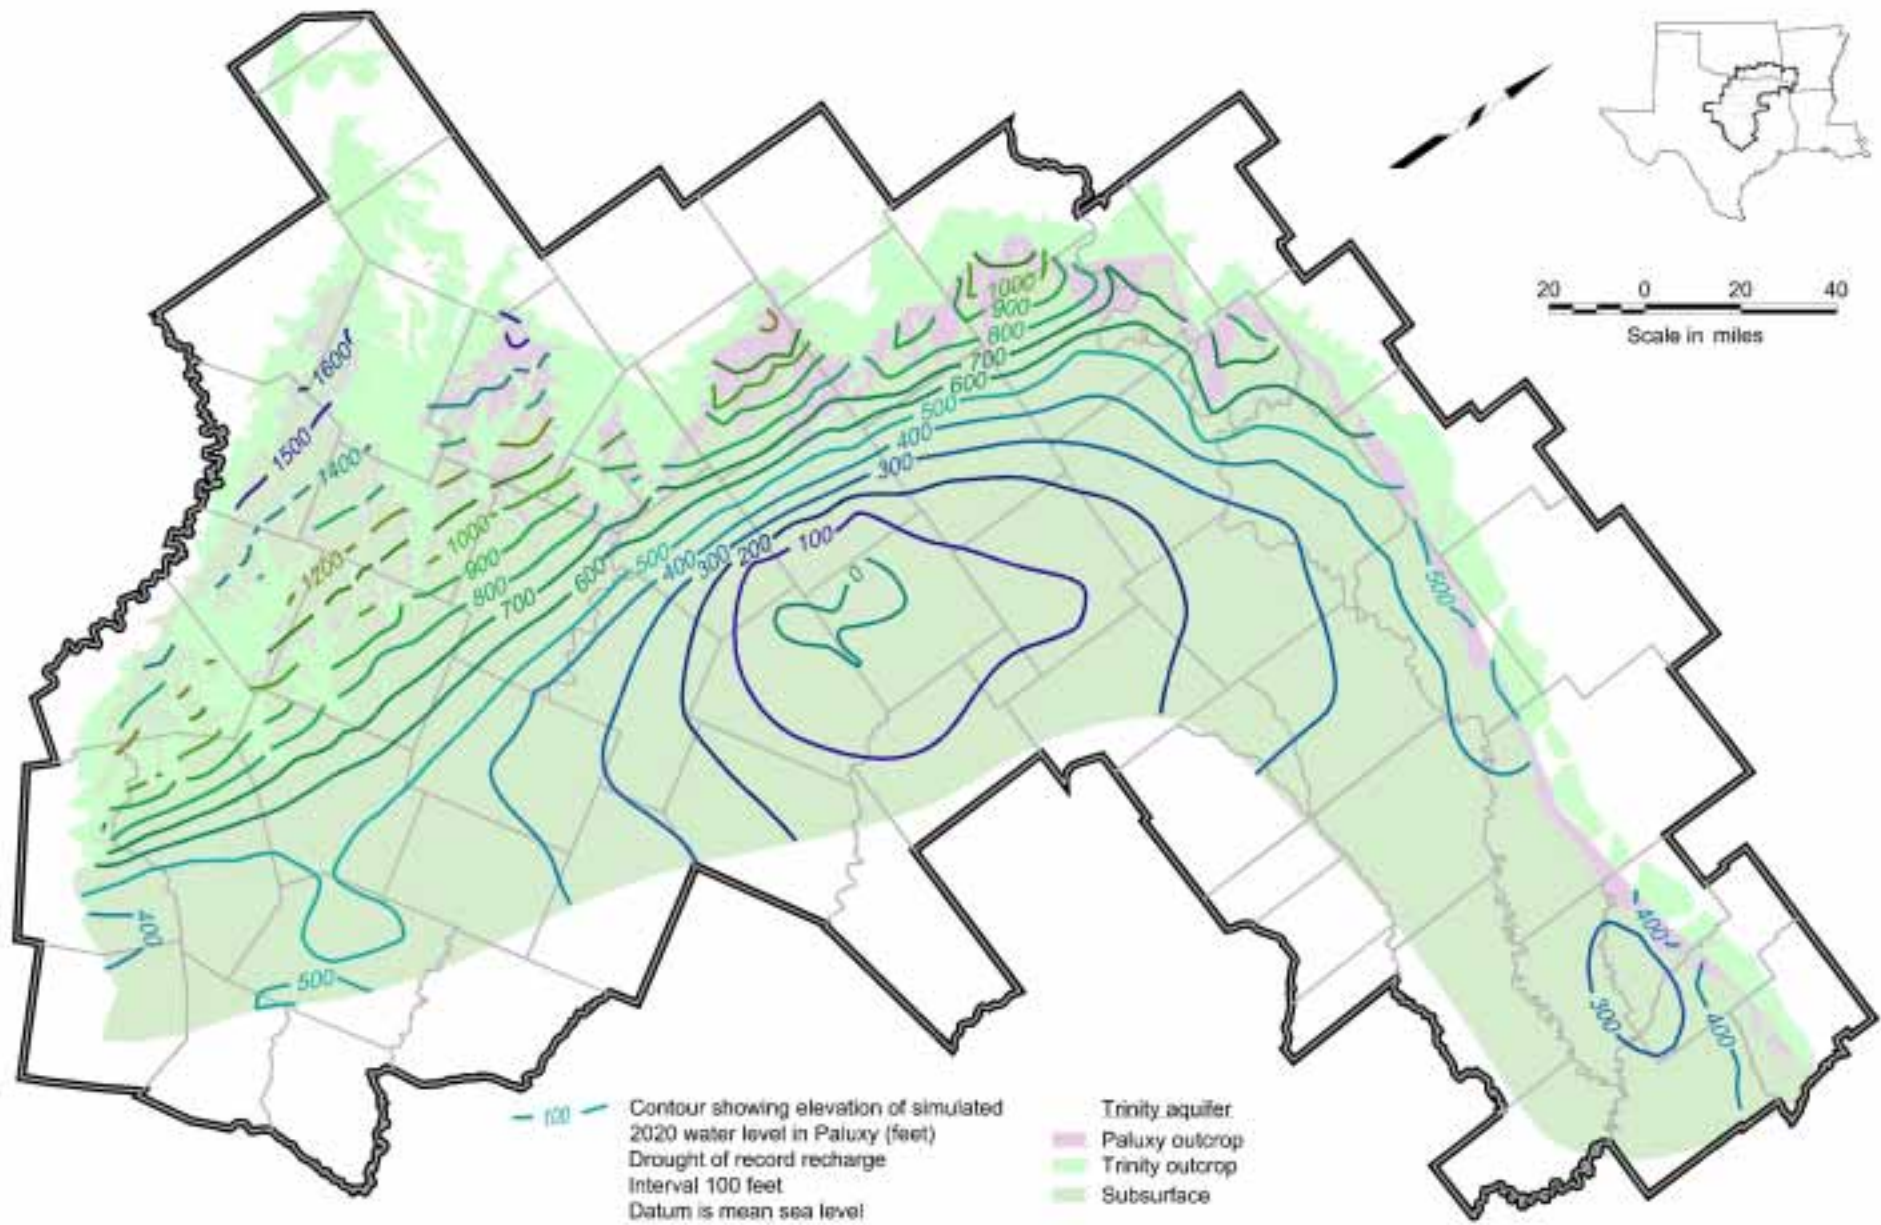 20 0 20 40
Scale in miles
1000
900
800
700
600
500
400
300
1600
1500
1400
1200
1000
900
800
700
600
500
400
300
200
100
0
500
400
500
400
300
400
100
Contour showing elevation of simulated
2020 water level in Paluxy (feet)
Drought of record recharge
Interval 100 feet
Datum is mean sea level
Trinity aquifer
Paluxy outcrop
Trinity outcrop
Subsurface